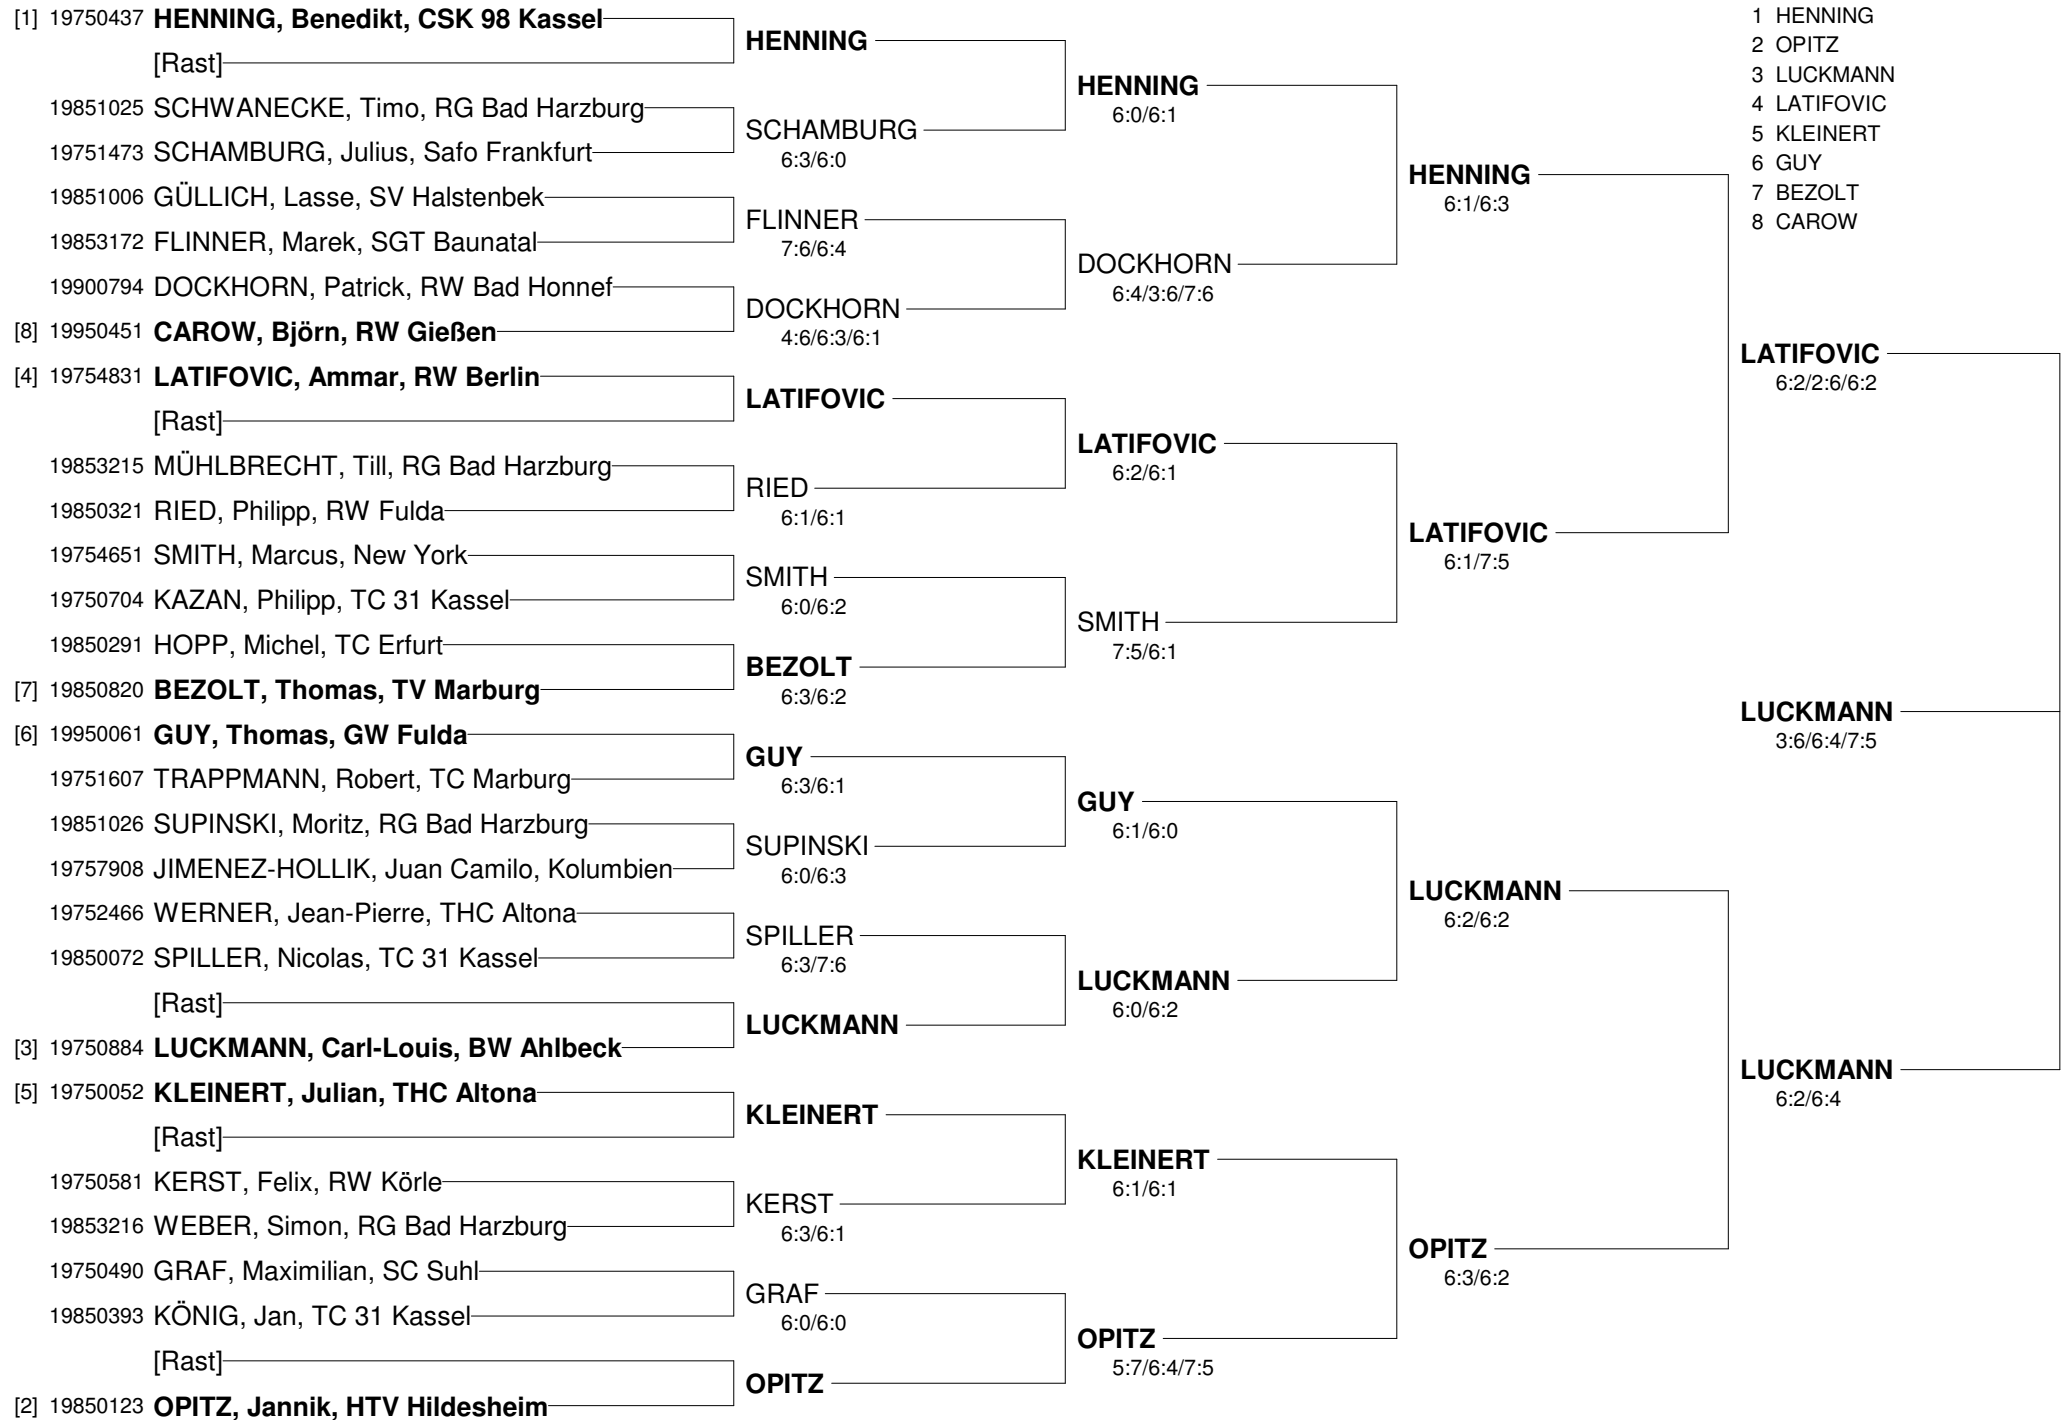 [1] 19750437 HENNING, Benedikt, CSK 98 Kassel
[Rast]
19851025 SCHWANECKE, Timo, RG Bad Harzburg
19751473 SCHAMBURG, Julius, Safo Frankfurt
19851006 GÜLLICH, Lasse, SV Halstenbek
19853172 FLINNER, Marek, SGT Baunatal
19900794 DOCKHORN, Patrick, RW Bad Honnef
[8] 19950451 CAROW, Björn, RW Gießen
[4] 19754831 LATIFOVIC, Ammar, RW Berlin
[Rast]
19853215 MÜHLBRECHT, Till, RG Bad Harzburg
19850321 RIED, Philipp, RW Fulda
19754651 SMITH, Marcus, New York
19750704 KAZAN, Philipp, TC 31 Kassel
19850291 HOPP, Michel, TC Erfurt
[7] 19850820 BEZOLT, Thomas, TV Marburg
[6] 19950061 GUY, Thomas, GW Fulda
19751607 TRAPPMANN, Robert, TC Marburg
19851026 SUPINSKI, Moritz, RG Bad Harzburg
19757908 JIMENEZ-HOLLIK, Juan Camilo, Kolumbien
19752466 WERNER, Jean-Pierre, THC Altona
19850072 SPILLER, Nicolas, TC 31 Kassel
[Rast]
[3] 19750884 LUCKMANN, Carl-Louis, BW Ahlbeck
[5] 19750052 KLEINERT, Julian, THC Altona
[Rast]
19750581 KERST, Felix, RW Körle
19853216 WEBER, Simon, RG Bad Harzburg
19750490 GRAF, Maximilian, SC Suhl
19850393 KÖNIG, Jan, TC 31 Kassel
[Rast]
[2] 19850123 OPITZ, Jannik, HTV Hildesheim
HENNING
SCHAMBURG
6:3/6:0
FLINNER
7:6/6:4
DOCKHORN
4:6/6:3/6:1
LATIFOVIC
RIED
6:1/6:1
SMITH
6:0/6:2
BEZOLT
6:3/6:2
GUY
6:3/6:1
SUPINSKI
6:0/6:3
SPILLER
6:3/7:6
LUCKMANN
KLEINERT
KERST
6:3/6:1
GRAF
6:0/6:0
OPITZ
HENNING
6:0/6:1
DOCKHORN
6:4/3:6/7:6
LATIFOVIC
6:2/6:1
SMITH
7:5/6:1
GUY
6:1/6:0
LUCKMANN
6:0/6:2
KLEINERT
6:1/6:1
OPITZ
5:7/6:4/7:5
HENNING
6:1/6:3
LATIFOVIC
6:1/7:5
LUCKMANN
6:2/6:2
OPITZ
6:3/6:2
1 HENNING
2 OPITZ
3 LUCKMANN
4 LATIFOVIC
5 KLEINERT
6 GUY
7 BEZOLT
8 CAROW
LATIFOVIC
6:2/2:6/6:2
LUCKMANN
3:6/6:4/7:5
LUCKMANN
6:2/6:4